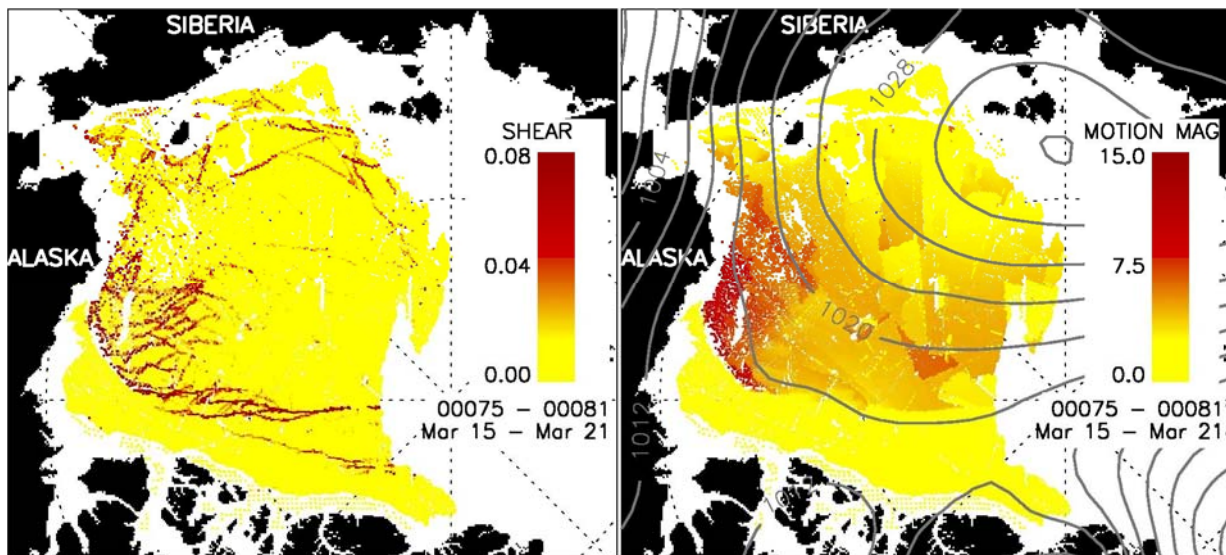 SIBERIA
SHEAR
0.08
ALASKA
0.04
0.00
00075 – 00081
Mar 15 – Mar 21
SIBERIA
1028
MOTION MAG
15.0
1004
ALASKA
7.5
1020
0.0
00075 – 00081
Mar 15 – Mar 21
1012